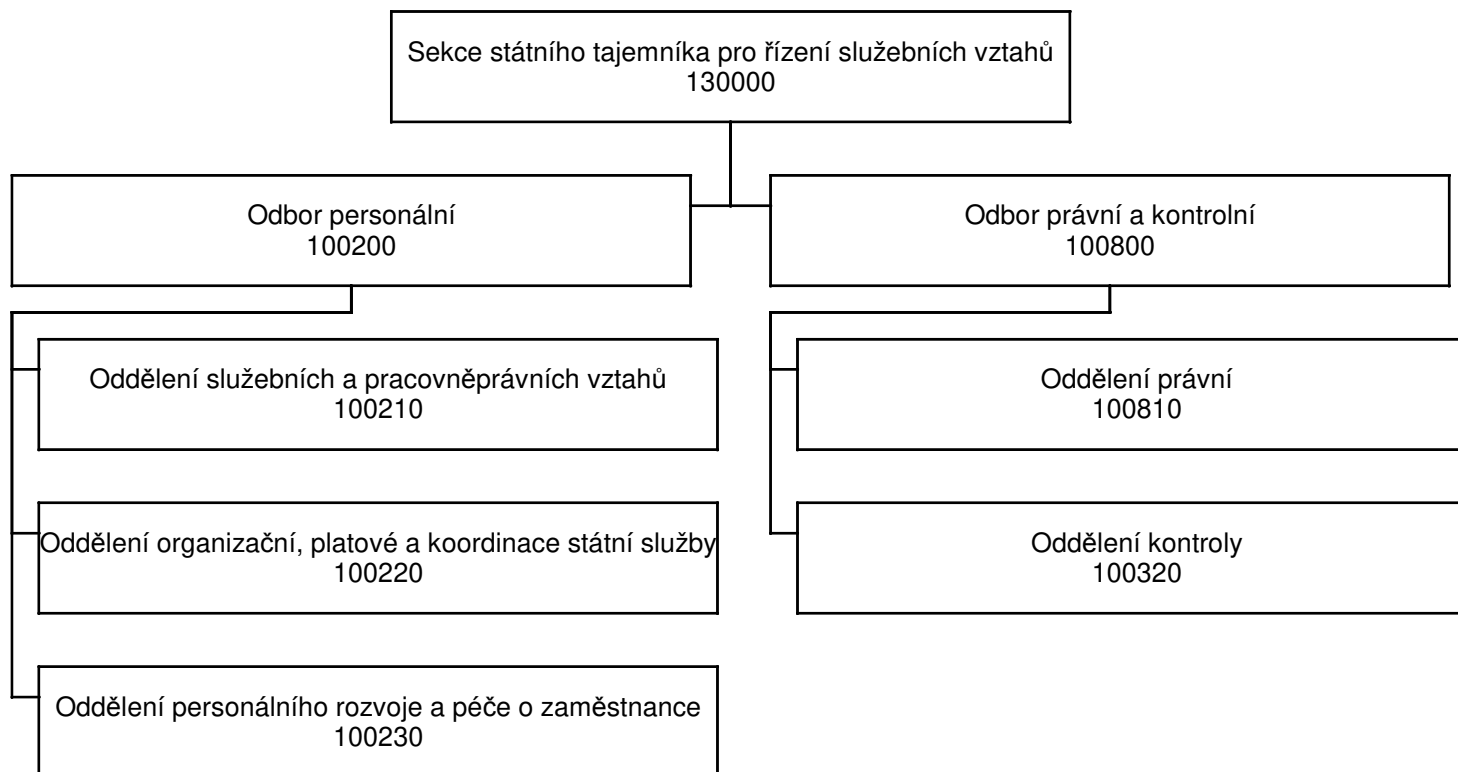 Sekce státního tajemníka pro řízení služebních vztahů
130000
Odbor personální
100200
Odbor právní a kontrolní
100800
Oddělení služebních a pracovněprávních vztahů
100210
Oddělení právní
100810
Oddělení organizační, platové a koordinace státní služby
100220
Oddělení kontroly
100320
Oddělení personálního rozvoje a péče o zaměstnance
100230